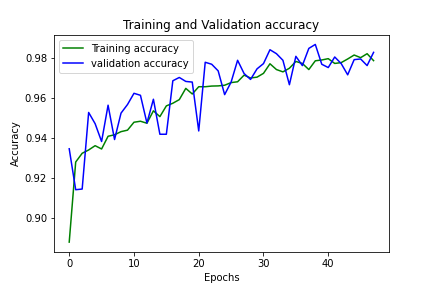 Training and Validation accuracy
Training accuracy
validation accuracy
Accuracy
0.98
0.96
0.94
0.92
0.90
0
10
20
30
40
Epochs